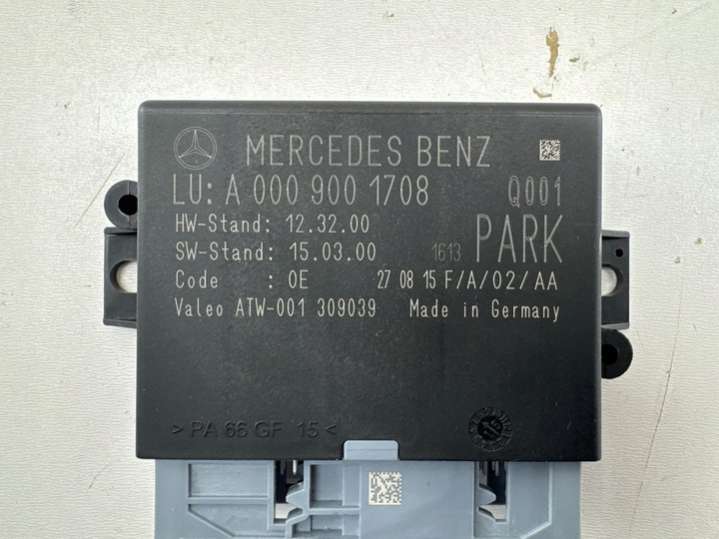 MERCEDES BENZ
LU: A 000 900 1708 Q001
HW-Stand: 12.32.00
SW-Stand: 15.03.00 1613 PARK
Code : 0E 27 08 15 F/A/02/AA
Valeo ATW-001 309039 Made in Germany
>PA 66 GF 15<